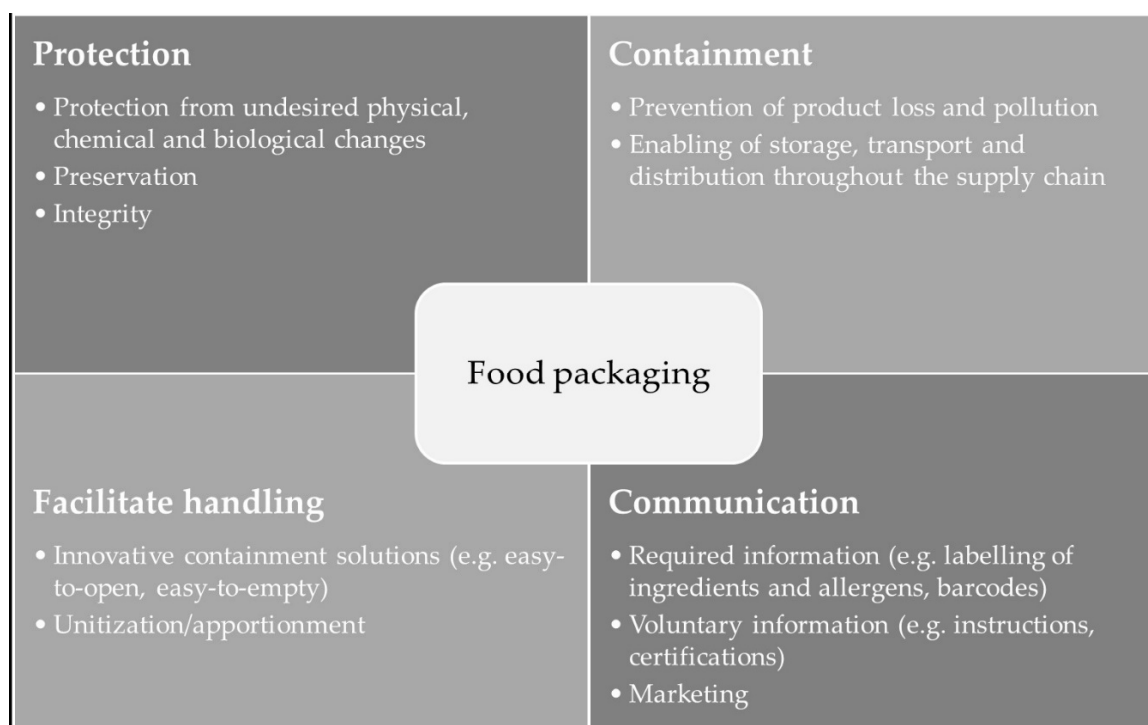 Protection
• Protection from undesired physical,
chemical and biological changes
• Preservation
• Integrity
Containment
• Prevention of product loss and pollution
• Enabling of storage, transport and
distribution throughout the supply chain
Food packaging
Facilitate handling
• Innovative containment solutions (e.g. easy-
to-open, easy-to-empty)
• Unitization/apportionment
Communication
• Required information (e.g. labelling of
ingredients and allergens, barcodes)
• Voluntary information (e.g. instructions,
certifications)
• Marketing